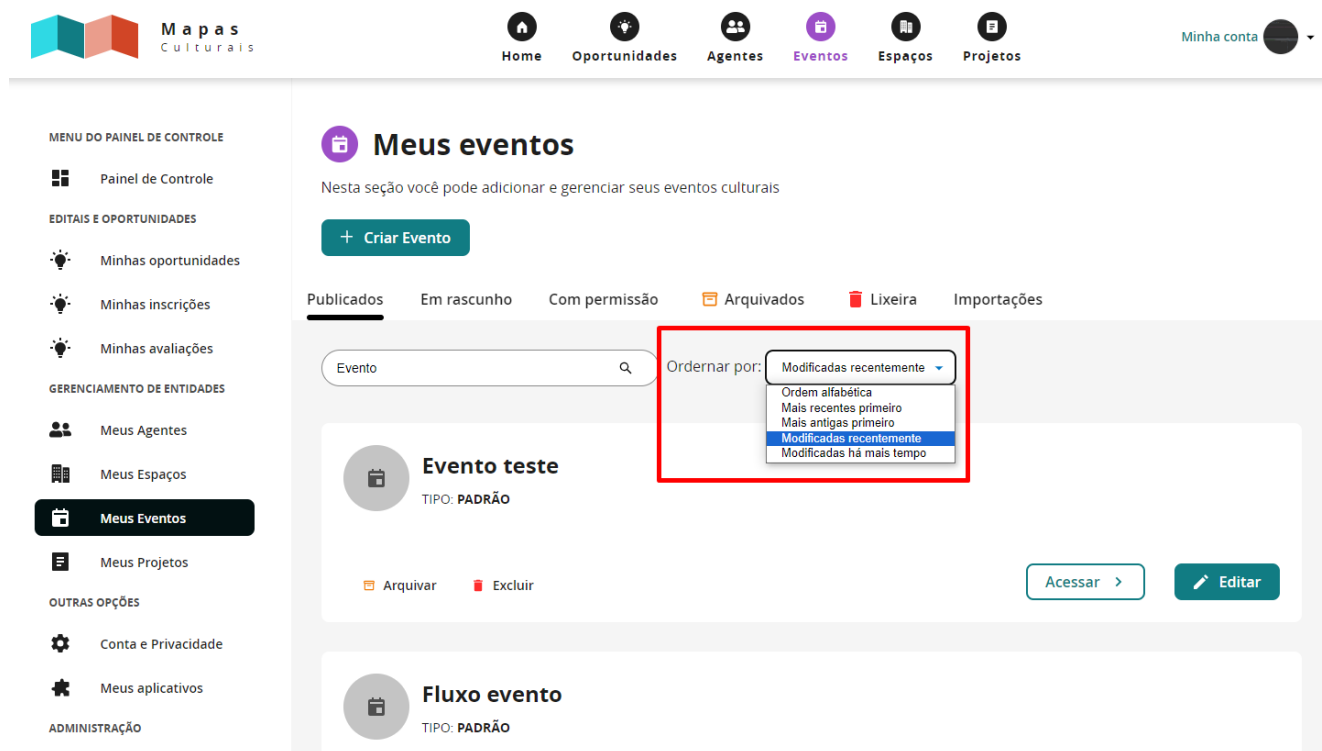 Mapas
Culturais
Home
Oportunidades
Agentes
Eventos
Espaços
Projetos
Minha conta
MENU DO PAINEL DE CONTROLE
Painel de Controle
EDITAIS E OPORTUNIDADES
Minhas oportunidades
Minhas inscrições
Minhas avaliações
GERENCIAMENTO DE ENTIDADES
Meus Agentes
Meus Espaços
Meus Eventos
Meus Projetos
OUTRAS OPÇÕES
Conta e Privacidade
Meus aplicativos
ADMINISTRAÇÃO
Meus eventos
Nesta seção você pode adicionar e gerenciar seus eventos culturais
+ Criar Evento
Publicados
Em rascunho
Com permissão
Arquivados
Lixeira
Importações
Evento
Ordernar por:
Modificadas recentemente
Ordem alfabética
Mais recentes primeiro
Mais antigas primeiro
Modificadas recentemente
Modificadas há mais tempo
Evento teste
TIPO: PADRÃO
Arquivar
Excluir
Acessar
Editar
Fluxo evento
TIPO: PADRÃO